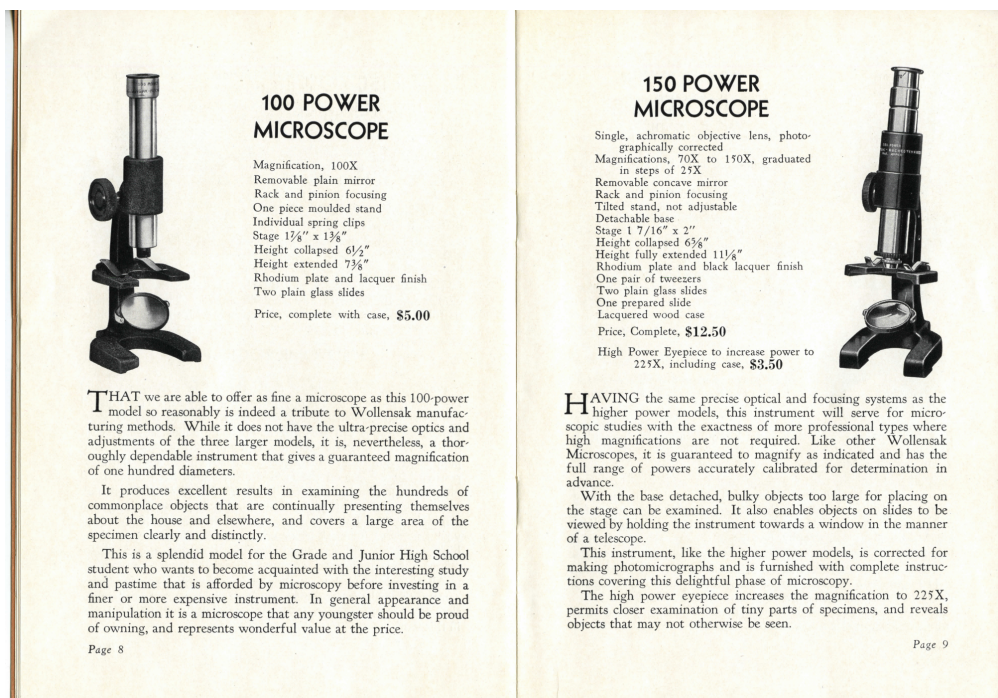 100 POWER
MICROSCOPE
Magnification, 100X
Removable plain mirror
Rack and pinion focusing
One piece moulded stand
Individual spring clips
Stage 1⅞″ x 1⅜″
Height collapsed 6½″
Height extended 7⅜″
Rhodium plate and lacquer finish
Two plain glass slides
Price, complete with case, $5.00
THAT we are able to offer as fine a microscope as this 100-power
model so reasonably is indeed a tribute to Wollensak manufac-
turing methods. While it does not have the ultra-precise optics and
adjustments of the three larger models, it is, nevertheless, a thor-
oughly dependable instrument that gives a guaranteed magnification
of one hundred diameters.
It produces excellent results in examining the hundreds of
commonplace objects that are continually presenting themselves
about the house and elsewhere, and covers a large area of the
specimen clearly and distinctly.
This is a splendid model for the Grade and Junior High School
student who wants to become acquainted with the interesting study
and pastime that is afforded by microscopy before investing in a
finer or more expensive instrument. In general appearance and
manipulation it is a microscope that any youngster should be proud
of owning, and represents wonderful value at the price.
Page 8
150 POWER
MICROSCOPE
Single, achromatic objective lens, photo-
graphically corrected
Magnifications, 70X to 150X, graduated
in steps of 25X
Removable concave mirror
Rack and pinion focusing
Tilted stand, not adjustable
Detachable base
Stage 1 7/16″ x 2″
Height collapsed 6⅝″
Height fully extended 11⅛″
Rhodium plate and black lacquer finish
One pair of tweezers
Two plain glass slides
One prepared slide
Lacquered wood case
Price, Complete, $12.50
High Power Eyepiece to increase power to
225X, including case, $3.50
HAVING the same precise optical and focusing systems as the
higher power models, this instrument will serve for micro-
scopic studies with the exactness of more professional types where
high magnifications are not required. Like other Wollensak
Microscopes, it is guaranteed to magnify as indicated and has the
full range of powers accurately calibrated for determination in
advance.
With the base detached, bulky objects too large for placing on
the stage can be examined. It also enables objects on slides to be
viewed by holding the instrument towards a window in the manner
of a telescope.
This instrument, like the higher power models, is corrected for
making photomicrographs and is furnished with complete instruc-
tions covering this delightful phase of microscopy.
The high power eyepiece increases the magnification to 225X,
permits closer examination of tiny parts of specimens, and reveals
objects that may not otherwise be seen.
Page 9